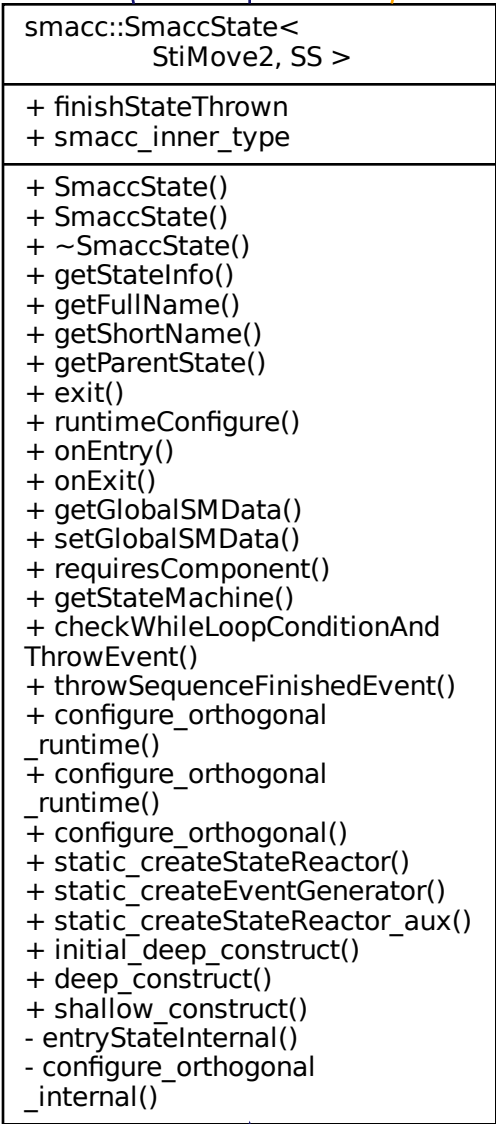 smacc::SmaccState<
StiMove2, SS >
+ finishStateThrown
+ smacc_inner_type
+ SmaccState()
+ SmaccState()
+ ~SmaccState()
+ getStateInfo()
+ getFullName()
+ getShortName()
+ getParentState()
+ exit()
+ runtimeConfigure()
+ onEntry()
+ onExit()
+ getGlobalSMData()
+ setGlobalSMData()
+ requiresComponent()
+ getStateMachine()
+ checkWhileLoopConditionAnd
ThrowEvent()
+ throwSequenceFinishedEvent()
+ configure_orthogonal
_runtime()
+ configure_orthogonal
_runtime()
+ configure_orthogonal()
+ static_createStateReactor()
+ static_createEventGenerator()
+ static_createStateReactor_aux()
+ initial_deep_construct()
+ deep_construct()
+ shallow_construct()
- entryStateInternal()
- configure_orthogonal
_internal()